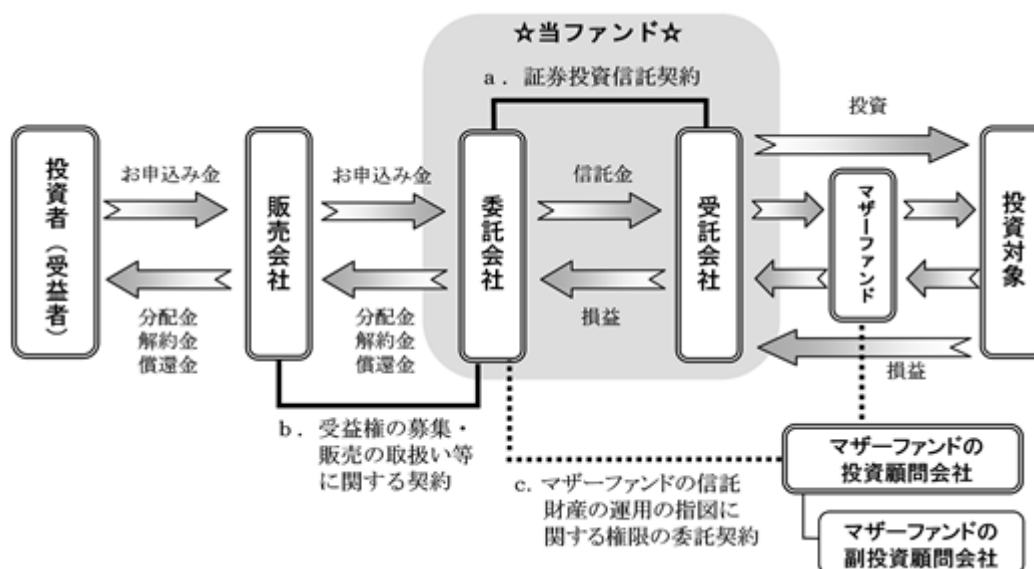 ☆当ファンド☆
a．証券投資信託契約
投資
お申込み金
お申込み金
信託金
投資者（受益者）
販売会社
委託会社
受託会社
マザーファンド
投資対象
分配金
解約金
償還金
分配金
解約金
償還金
損益
損益
b．受益権の募集・
販売の取扱い等
に関する契約
c. マザーファンドの信託
財産の運用の指図に
関する権限の委託契約
マザーファンドの
投資顧問会社
マザーファンドの
副投資顧問会社